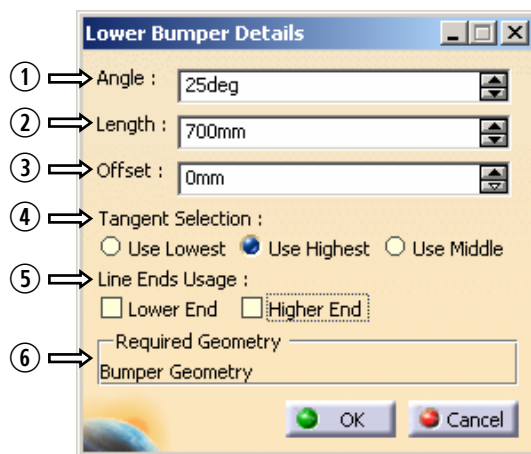 Lower Bumper Details
① Angle : 25deg
② Length : 700mm
③ Offset : 0mm
④ Tangent Selection :
Use Lowest Use Highest Use Middle
⑤ Line Ends Usage :
Lower End Higher End
⑥ Required Geometry
Bumper Geometry
OK Cancel